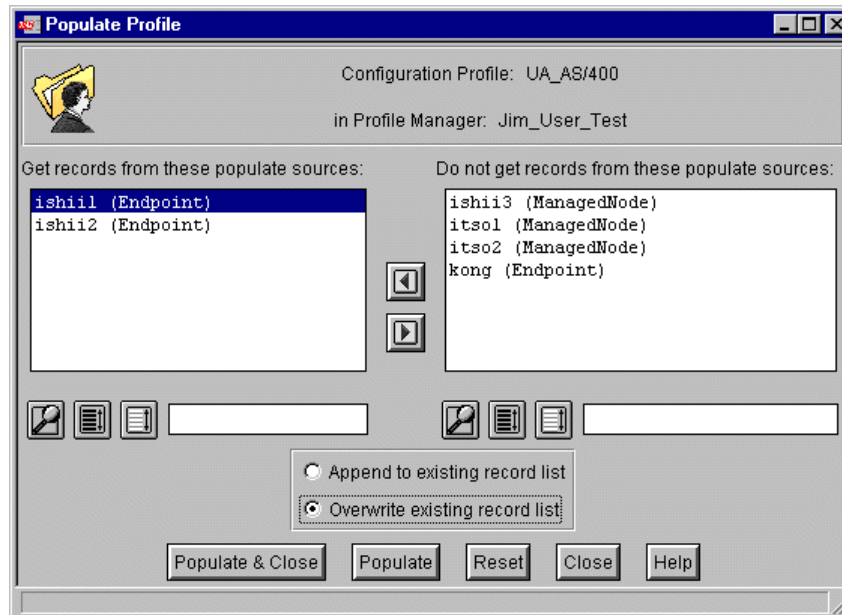 Populate Profile
Configuration Profile: UA_AS/400
in Profile Manager: Jim_User_Test
Get records from these populate sources:
ishii1 (Endpoint)
ishii2 (Endpoint)
Do not get records from these populate sources:
ishii3 (ManagedNode)
itso1 (ManagedNode)
itso2 (ManagedNode)
kong (Endpoint)
Append to existing record list
Overwrite existing record list
Populate & Close
Populate
Reset
Close
Help